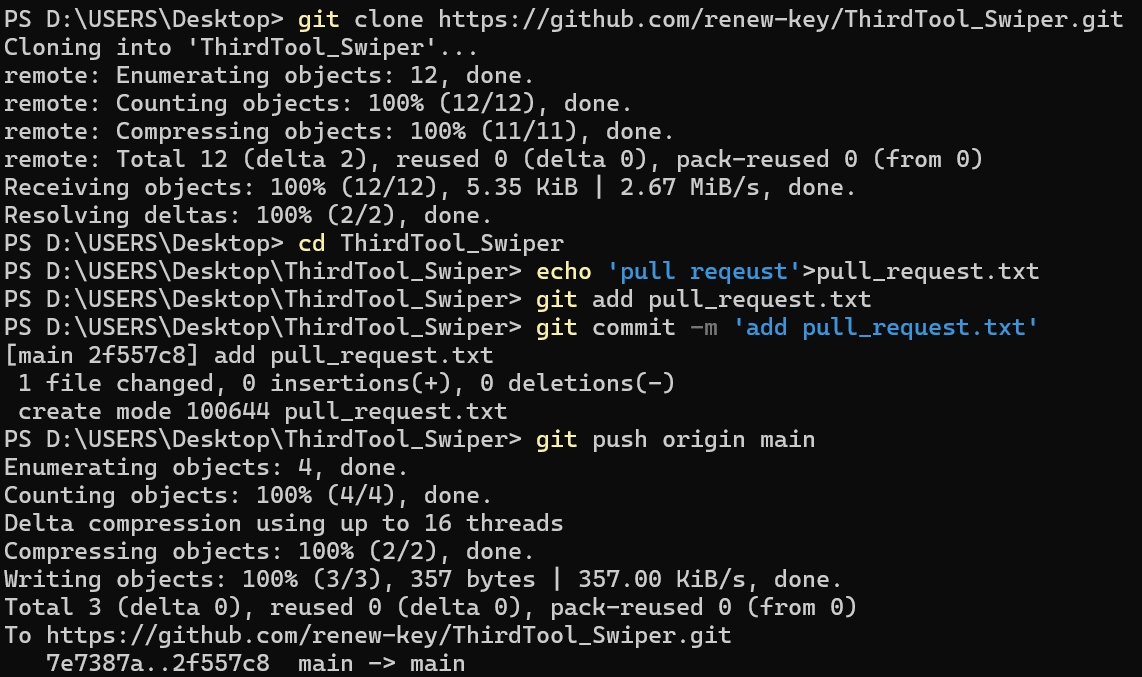 PS D:\USERS\Desktop> git clone https://github.com/renew-key/ThirdTool_Swiper.git
Cloning into 'ThirdTool_Swiper'...
remote: Enumerating objects: 12, done.
remote: Counting objects: 100% (12/12), done.
remote: Compressing objects: 100% (11/11), done.
remote: Total 12 (delta 2), reused 0 (delta 0), pack-reused 0 (from 0)
Receiving objects: 100% (12/12), 5.35 KiB | 2.67 MiB/s, done.
Resolving deltas: 100% (2/2), done.
PS D:\USERS\Desktop> cd ThirdTool_Swiper
PS D:\USERS\Desktop\ThirdTool_Swiper> echo 'pull reqeust'>pull_request.txt
PS D:\USERS\Desktop\ThirdTool_Swiper> git add pull_request.txt
PS D:\USERS\Desktop\ThirdTool_Swiper> git commit -m 'add pull_request.txt'
[main 2f557c8] add pull_request.txt
 1 file changed, 0 insertions(+), 0 deletions(-)
 create mode 100644 pull_request.txt
PS D:\USERS\Desktop\ThirdTool_Swiper> git push origin main
Enumerating objects: 4, done.
Counting objects: 100% (4/4), done.
Delta compression using up to 16 threads
Compressing objects: 100% (2/2), done.
Writing objects: 100% (3/3), 357 bytes | 357.00 KiB/s, done.
Total 3 (delta 0), reused 0 (delta 0), pack-reused 0 (from 0)
To https://github.com/renew-key/ThirdTool_Swiper.git
   7e7387a..2f557c8  main -> main